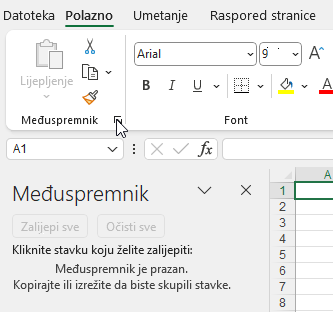 Datoteka Polazno Umetanje Raspored stranice
Lijepljenje
Arial 9 A
B I U A
Međuspremnik Font
A1 fx
Međuspremnik
Zalijepi sve Očisti sve
Kliknite stavku koju želite zalijepiti:
Međuspremnik je prazan.
Kopirajte ili izrežite da biste skupili stavke.
A
1
2
3
4
5
6
7
8